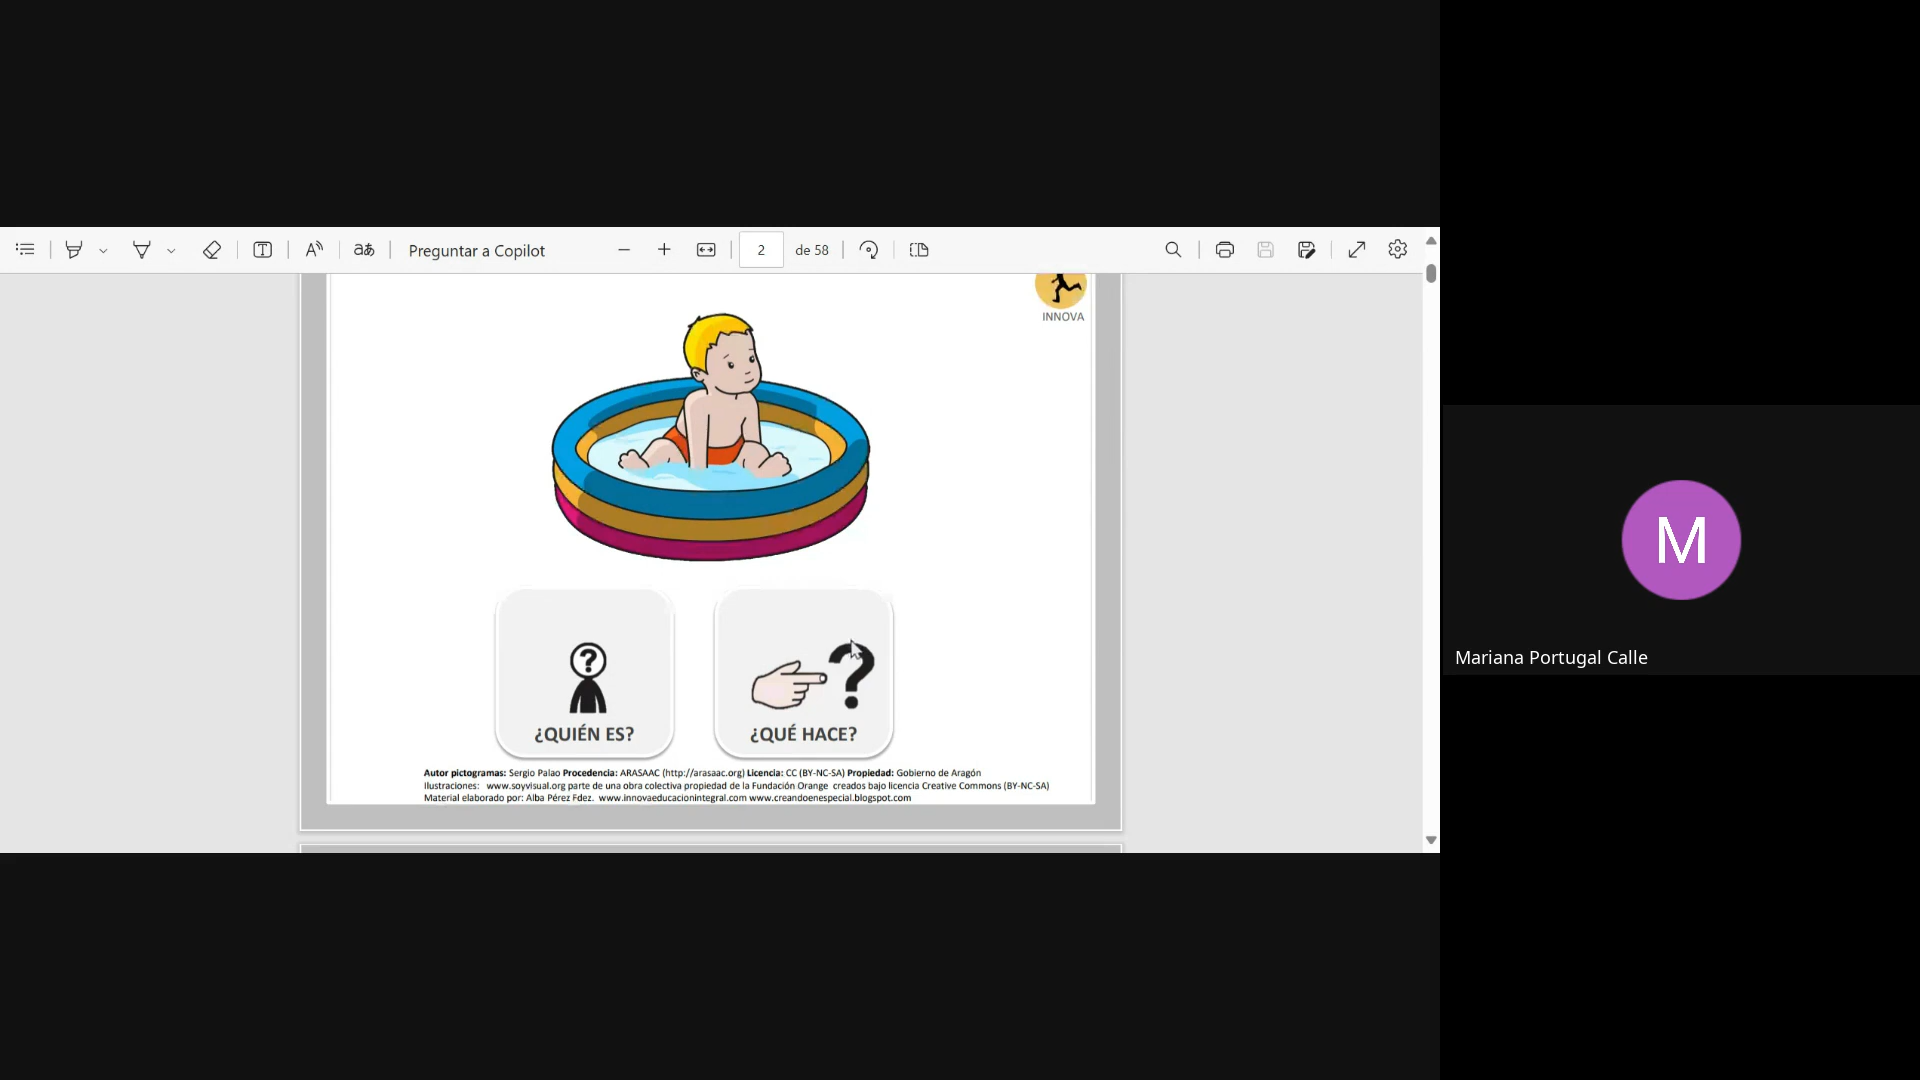 Preguntar a Copilot
2 de 58
INNOVA
¿QUIÉN ES?
¿QUÉ HACE?
Autor pictogramas: Sergio Palao Procedencia: ARASAAC (http://arasaac.org) Licencia: CC (BY-NC-SA) Propiedad: Gobierno de Aragón
Ilustraciones: www.soyvisual.org parte de una obra colectiva propiedad de la Fundación Orange creados bajo licencia Creative Commons (BY-NC-SA)
Material elaborado por: Alba Pérez Fdez. www.innovaeducacionintegral.com www.creandoenespecial.blogspot.com
M
Mariana Portugal Calle